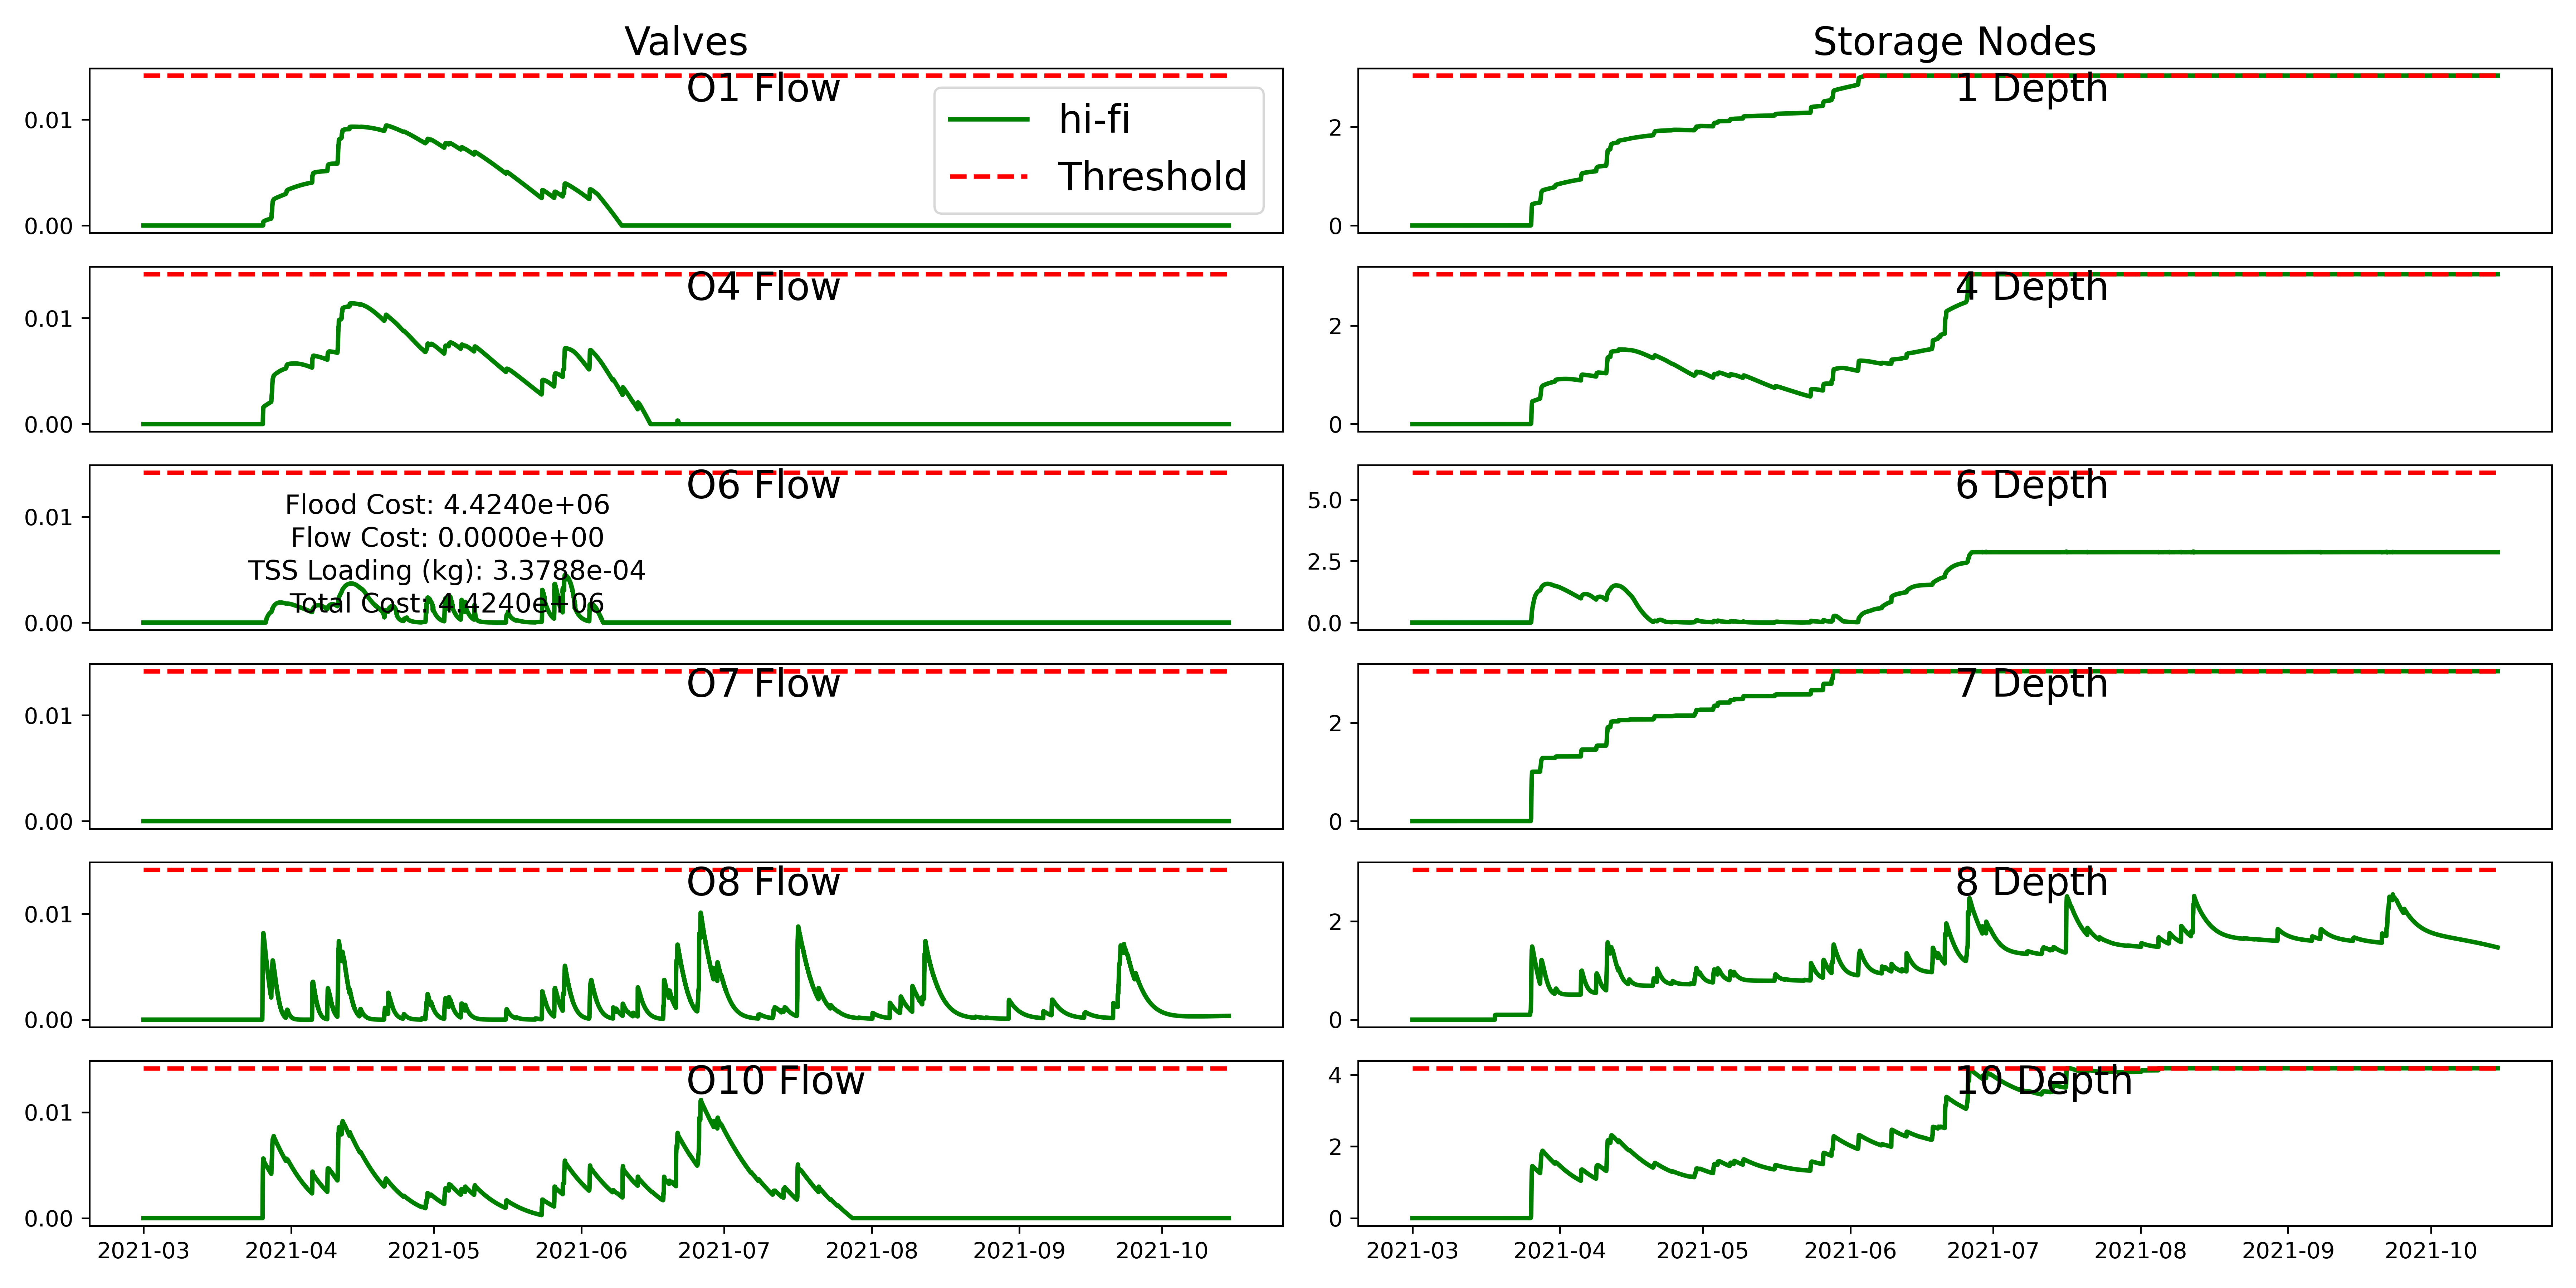 Valves
O1 Flow
0.01
0.00
hi-fi
Threshold
O4 Flow
0.01
0.00
O6 Flow
0.01
0.00
Flood Cost: 4.4240e+06
Flow Cost: 0.0000e+00
TSS Loading (kg): 3.3788e-04
Total Cost: 4.4240e+06
O7 Flow
0.01
0.00
O8 Flow
0.01
0.00
O10 Flow
0.01
0.00
2021-03 2021-04 2021-05 2021-06 2021-07 2021-08 2021-09 2021-10
Storage Nodes
1 Depth
2
0
4 Depth
2
0
6 Depth
5.0
2.5
0.0
7 Depth
2
0
8 Depth
2
0
10 Depth
4
2
0
2021-03 2021-04 2021-05 2021-06 2021-07 2021-08 2021-09 2021-10